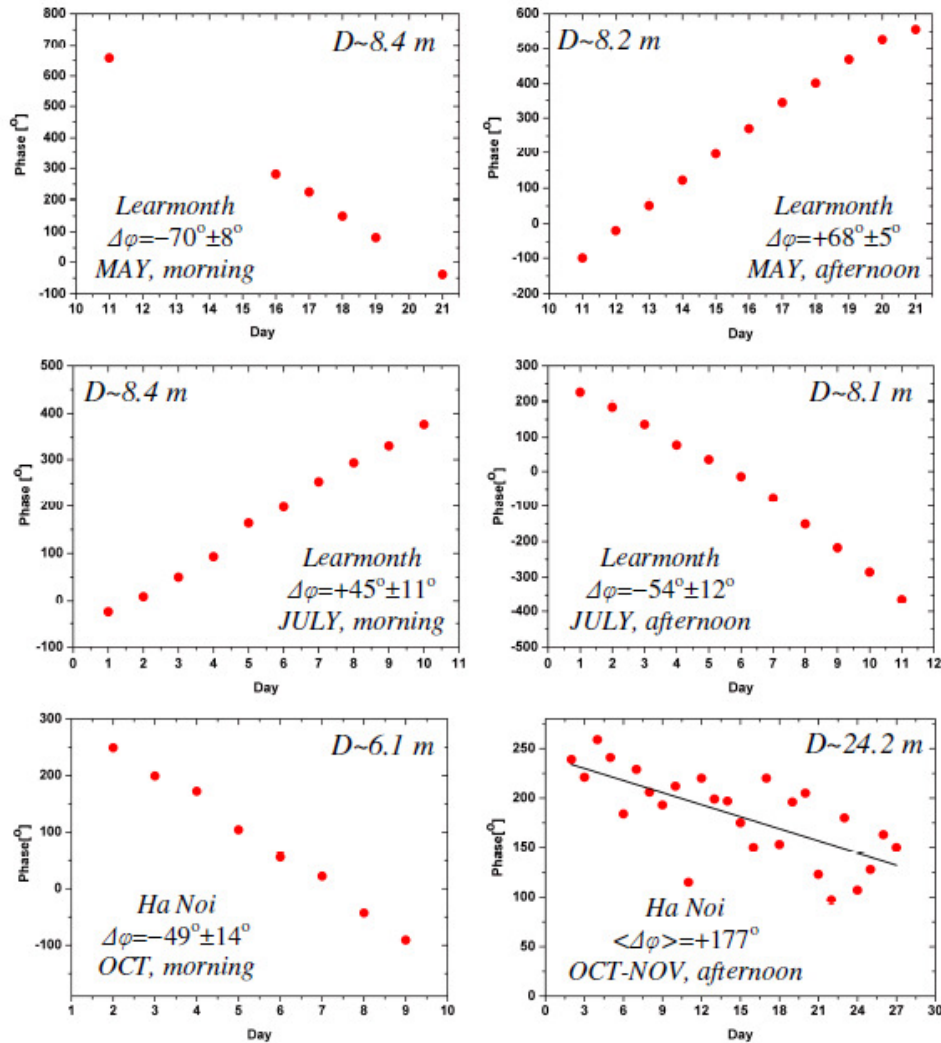 D~8.4 m
800
700
600
500
400
300
200
100
0
-100
Phase [°]
Learmonth
Δφ=−70°±8°
MAY, morning
10 11 12 13 13 14 15 16 17 18 19 20 21
Day
D~8.2 m
600
500
400
300
200
100
0
-100
-200
Phase [°]
Learmonth
Δφ=+68°±5°
MAY, afternoon
10 11 12 13 14 15 16 17 18 19 20 21
Day
D~8.4 m
500
400
300
200
100
0
-100
Phase[°]
Learmonth
Δφ=+45°±11°
JULY, morning
0 1 2 3 4 5 6 7 8 9 10 11
Day
D~8.1 m
300
200
100
0
-100
-200
-300
-400
-500
Phase[°]
Learmonth
Δφ=−54°±12°
JULY, afternoon
0 1 2 3 4 5 6 7 8 9 10 11 12
Day
D~6.1 m
300
200
100
0
-100
Phase[°]
Ha Noi
Δφ=−49°±14°
OCT, morning
1 2 3 4 5 6 7 8 9 10
Day
D~24.2 m
250
200
150
100
50
0
Phase[°]
Ha Noi
<Δφ>=+177°
OCT-NOV, afternoon
3 6 9 12 15 18 21 24 27 30
Day